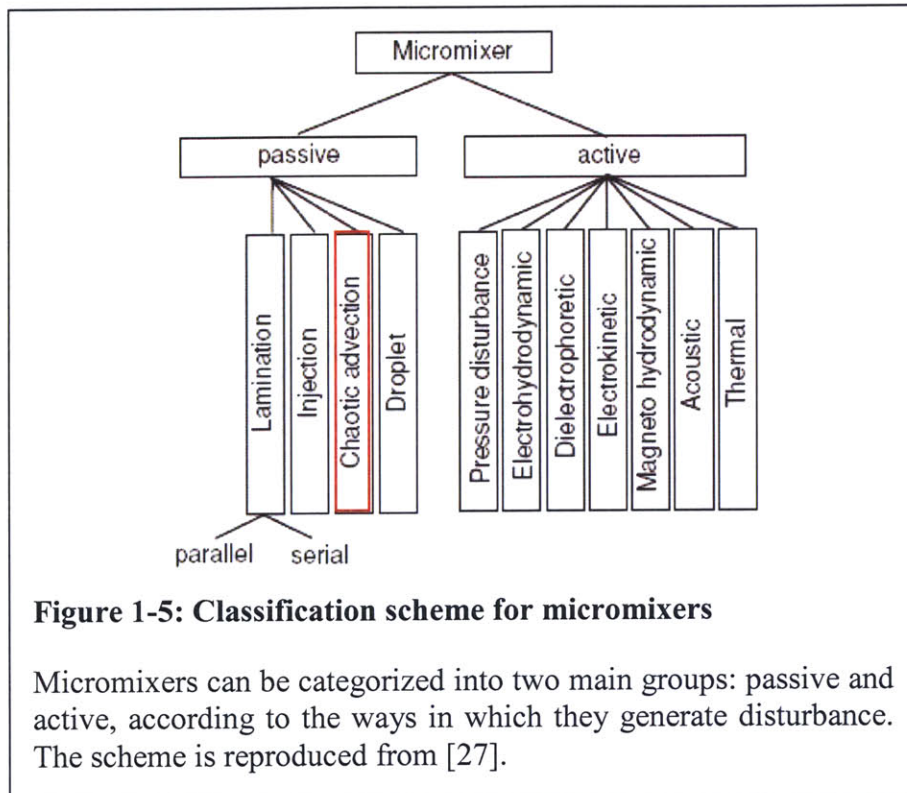 Micromixer
passive
active
Lamination
Injection
Chaotic advection
Droplet
Pressure disturbance
Electrohydrodynamic
Dielectrophoretic
Electrokinetic
Magneto hydrodynamic
Acoustic
Thermal
parallel
serial
Figure 1-5: Classification scheme for micromixers
Micromixers can be categorized into two main groups: passive and
active, according to the ways in which they generate disturbance.
The scheme is reproduced from [27].